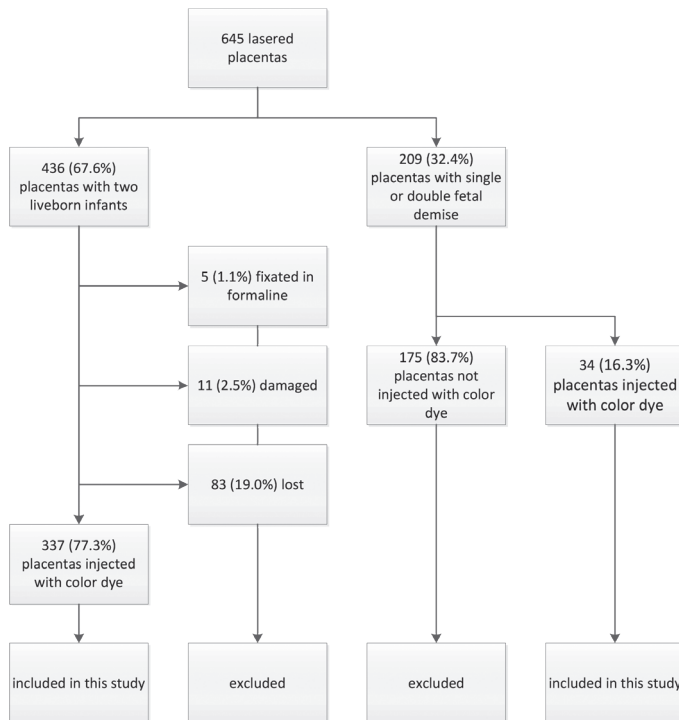 645 lasered
placentas
436 (67.6%)
placentas with two
liveborn infants
209 (32.4%)
placentas with single
or double fetal
demise
5 (1.1%) fixated in
formaline
11 (2.5%) damaged
83 (19.0%) lost
175 (83.7%)
placentas not
injected with color
dye
34 (16.3%)
placentas injected
with color dye
337 (77.3%)
placentas injected
with color dye
included in this study
excluded
excluded
included in this study